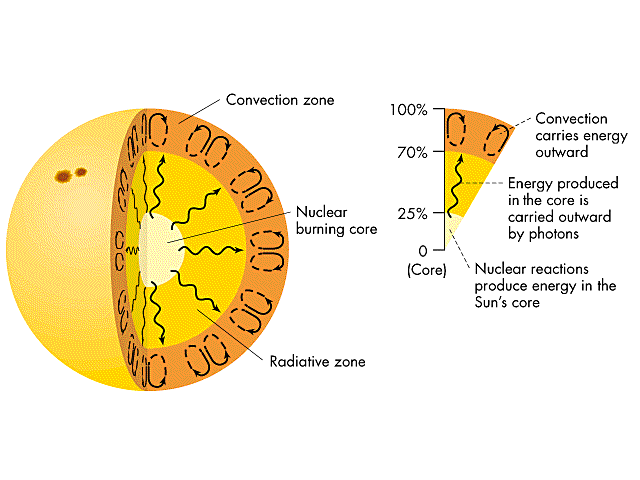 Convection zone
Nuclear
burning core
Radiative zone
100%
70%
25%
0
(Core)
Convection
carries energy
outward
Energy produced
in the core is
carried outward
by photons
Nuclear reactions
produce energy in the
Sun's core